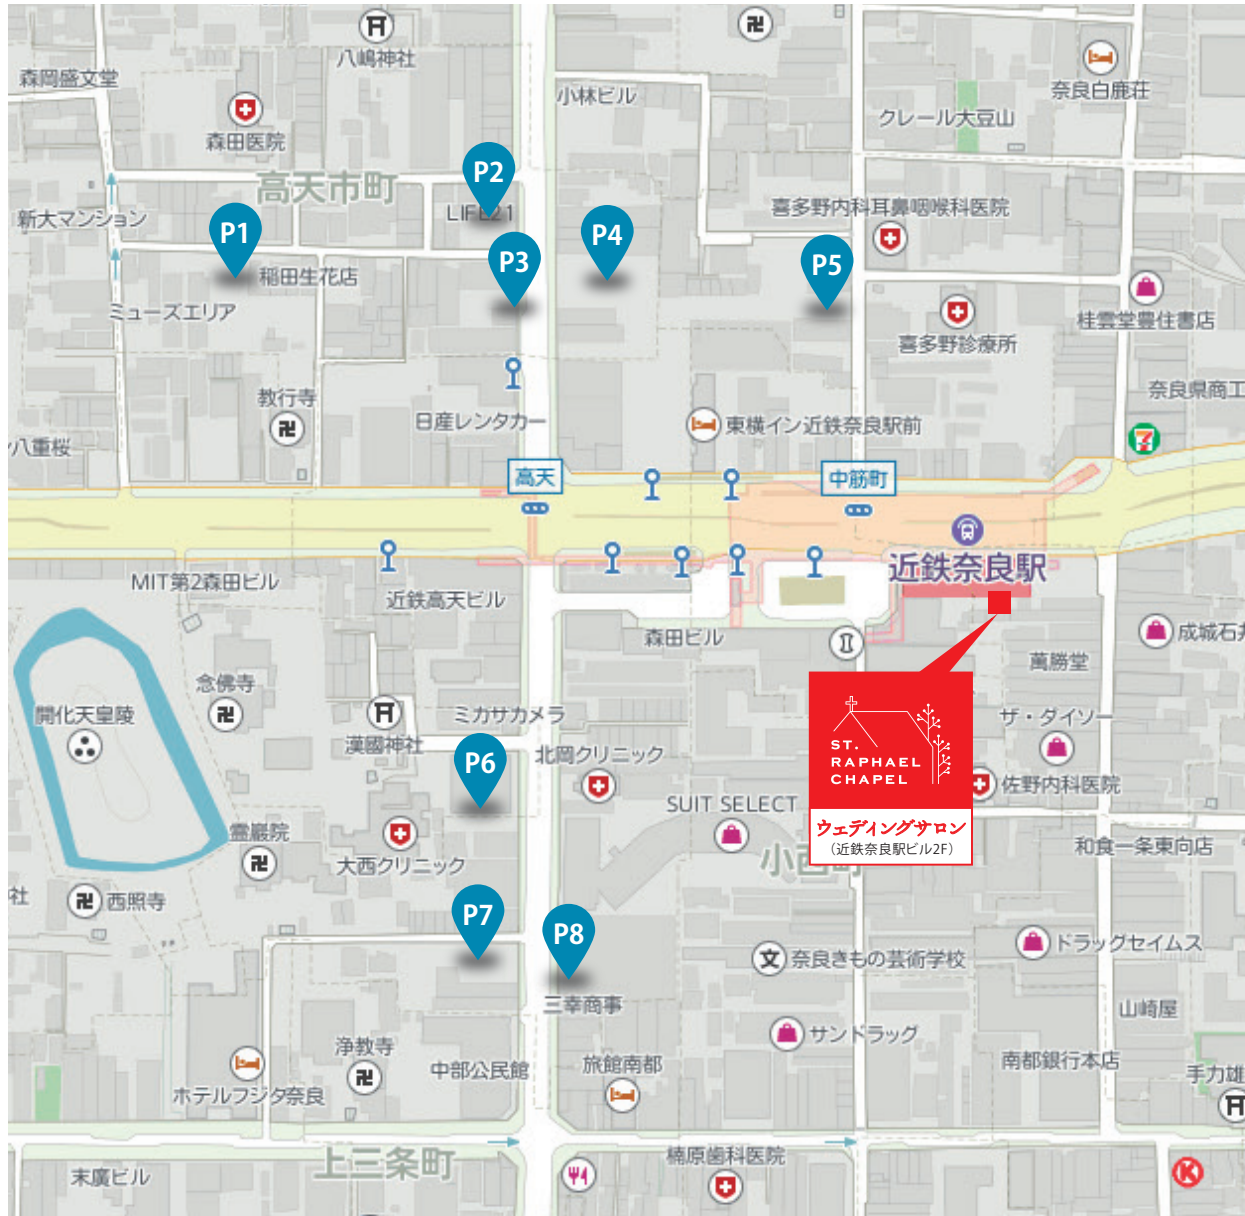 八嶋神社
森岡盛文堂
小林ビル
奈良白鹿荘
クレール大豆山
森田医院
P2
高天市町
新大マンション
LIFE21
喜多野内科耳鼻咽喉科医院
P1
P3
P4
P5
稲田生花店
ミューズエリア
桂雲堂豊住書店
喜多野診療所
教行寺
日産レンタカー
奈良県商工
東横イン近鉄奈良駅前
八重桜
高天
中筋町
近鉄奈良駅
MIT第2森田ビル
近鉄高天ビル
森田ビル
成城石井
萬勝堂
念佛寺
開化天皇陵
漢國神社
ミカサカメラ
ザ・ダイソー
北岡クリニック
ST.
RAPHAEL
CHAPEL
P6
佐野内科医院
SUIT SELECT
ウェディングサロン
(近鉄奈良駅ビル2F)
霊巖院
大西クリニック
小西町
和食一条東向店
社
西照寺
P7
P8
文
奈良きもの芸術学校
ドラッグセイムス
三幸商事
山崎屋
サンドラッグ
浄教寺
中部公民館
旅館南都
南都銀行本店
手力雄
ホテルフジタ奈良
上三条町
末廣ビル
楠原歯科医院